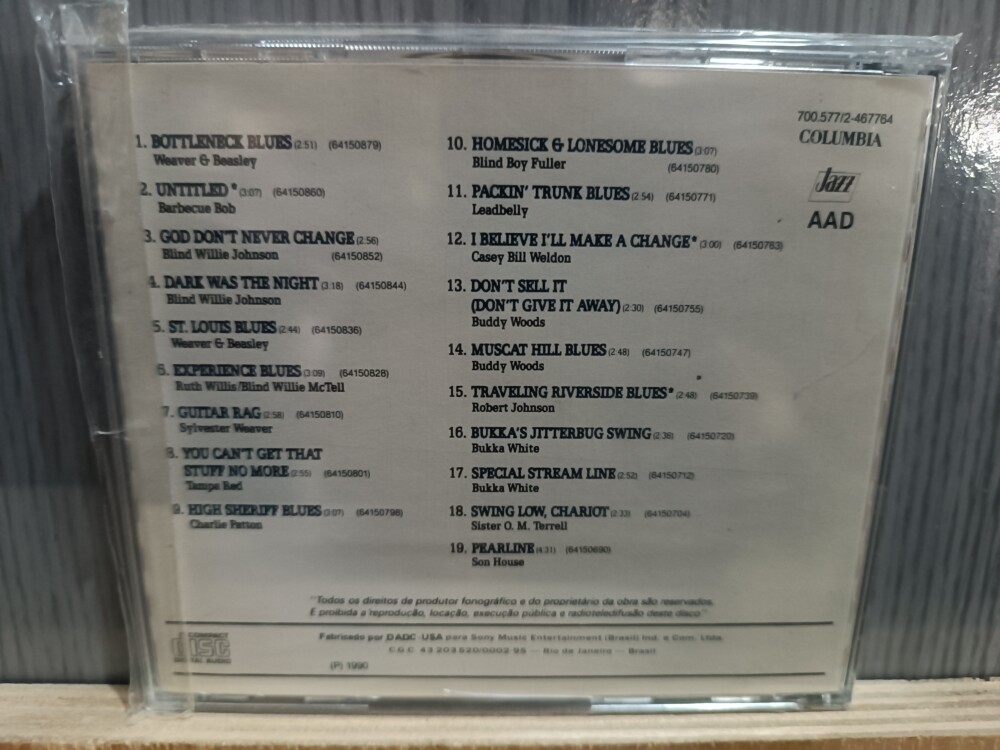 1. BOTTLENECK BLUES (2:51) (64150879)
Weaver & Beasley
2. UNTITLED* (3:07) (64150860)
Barbecue Bob
3. GOD DON'T NEVER CHANGE (2:56)
Blind Willie Johnson (64150852)
4. DARK WAS THE NIGHT (3:18) (64150844)
Blind Willie Johnson
5. ST. LOUIS BLUES (2:44) (64150836)
Weaver & Beasley
6. EXPERIENCE BLUES (3:09) (64150828)
Ruth Willis/Blind Willie McTell
7. GUITAR RAG (2:58) (64150810)
Sylvester Weaver
8. YOU CAN'T GET THAT
STUFF NO MORE (2:55) (64150801)
Tampa Red
9. HIGH SHERIFF BLUES (3:07) (64150798)
Charlie Patton
10. HOMESICK & LONESOME BLUES (3:07)
Blind Boy Fuller (64150780)
11. PACKIN' TRUNK BLUES (2:54) (64150771)
Leadbelly
12. I BELIEVE I'LL MAKE A CHANGE* (3:00) (64150763)
Casey Bill Weldon
13. DON'T SELL IT
(DON'T GIVE IT AWAY) (2:30) (64150755)
Buddy Woods
14. MUSCAT HILL BLUES (2:48) (64150747)
Buddy Woods
15. TRAVELING RIVERSIDE BLUES* (2:48) (64150739)
Robert Johnson
16. BUKKA'S JITTERBUG SWING (2:36) (64150720)
Bukka White
17. SPECIAL STREAM LINE (2:52) (64150712)
Bukka White
18. SWING LOW, CHARIOT (2:33) (64150704)
Sister O. M. Terrell
19. PEARLINE (4:31) (64150690)
Son House
700.577/2-467764
COLUMBIA
Jazz
AAD
"Todos os direitos de produtor fonográfico e do proprietário da obra são reservados.
É proibida a reprodução, locação, execução pública e radioteledifusão deste disco"
COMPACT
disc
DIGITAL AUDIO
Fabricado por DADC - USA para Sony Music Entertainment (Brasil) Ind. e Com. Ltda.
C.G.C. 43 203 520/0002-95 — Rio de Janeiro — Brasil
(P) 1990